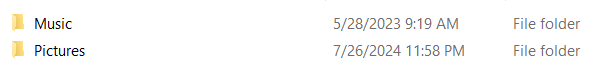 Music 5/28/2023 9:19 AM File folder
Pictures 7/26/2024 11:58 PM File folder